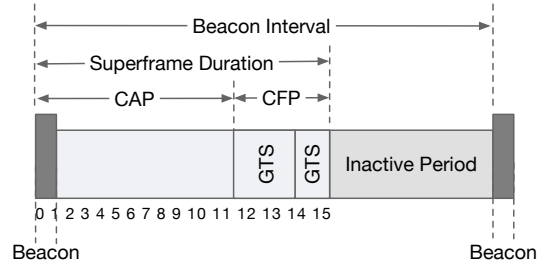 Beacon Interval
Superframe Duration
CAP CFP
GTS GTS Inactive Period
0 1 2 3 4 5 6 7 8 9 10 11 12 13 14 15
Beacon Beacon